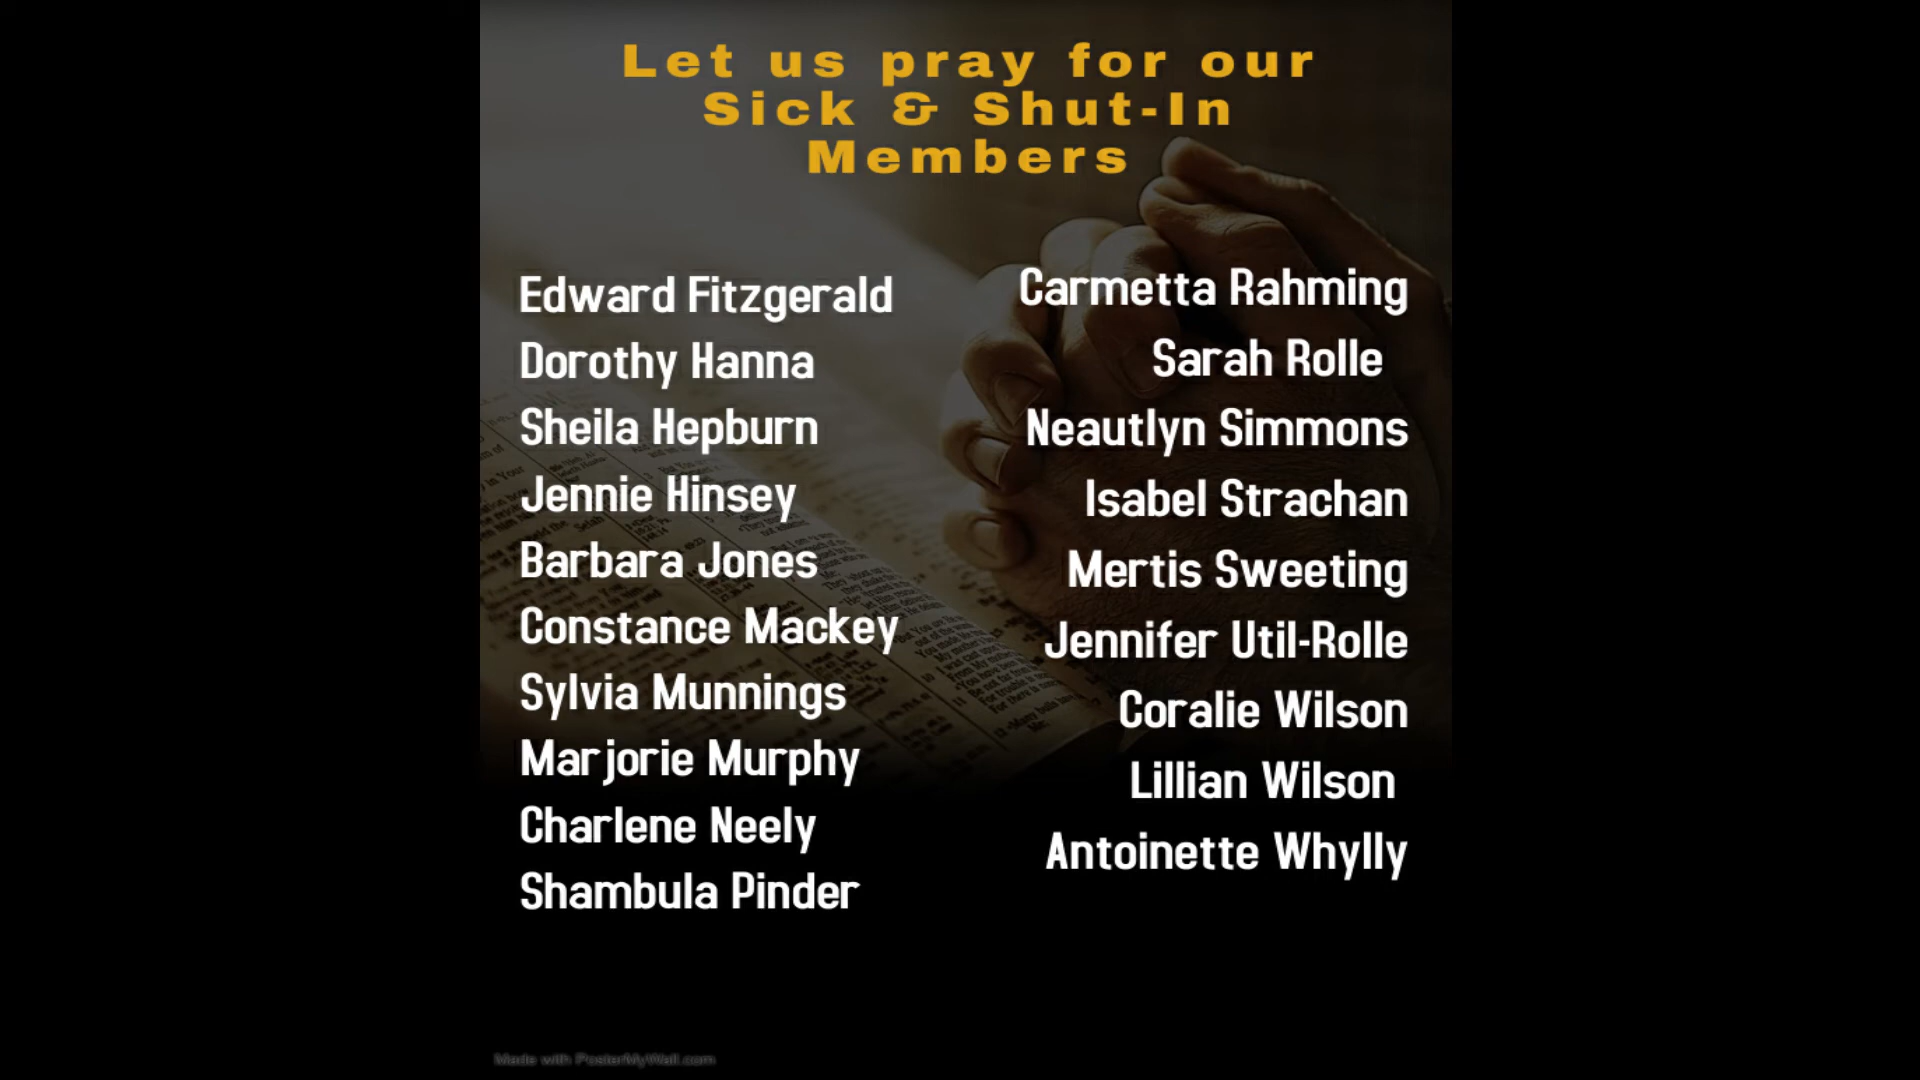 Let us pray for our
Sick & Shut-In
Members
Edward Fitzgerald
Dorothy Hanna
Sheila Hepburn
Jennie Hinsey
Barbara Jones
Constance Mackey
Sylvia Munnings
Marjorie Murphy
Charlene Neely
Shambula Pinder
Carmetta Rahming
Sarah Rolle
Neautlyn Simmons
Isabel Strachan
Mertis Sweeting
Jennifer Util-Rolle
Coralie Wilson
Lillian Wilson
Antoinette Whylly
Made with PosterMyWall.com